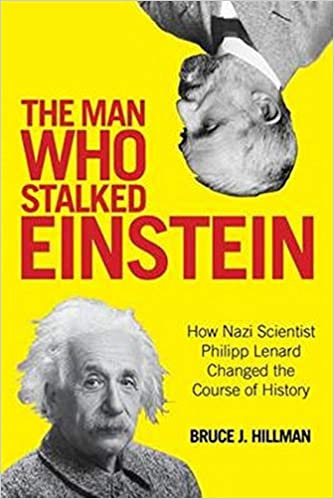 THE MAN
WHO
STALKED
EINSTEIN
How Nazi Scientist
Philipp Lenard
Changed the
Course of History
BRUCE J. HILLMAN